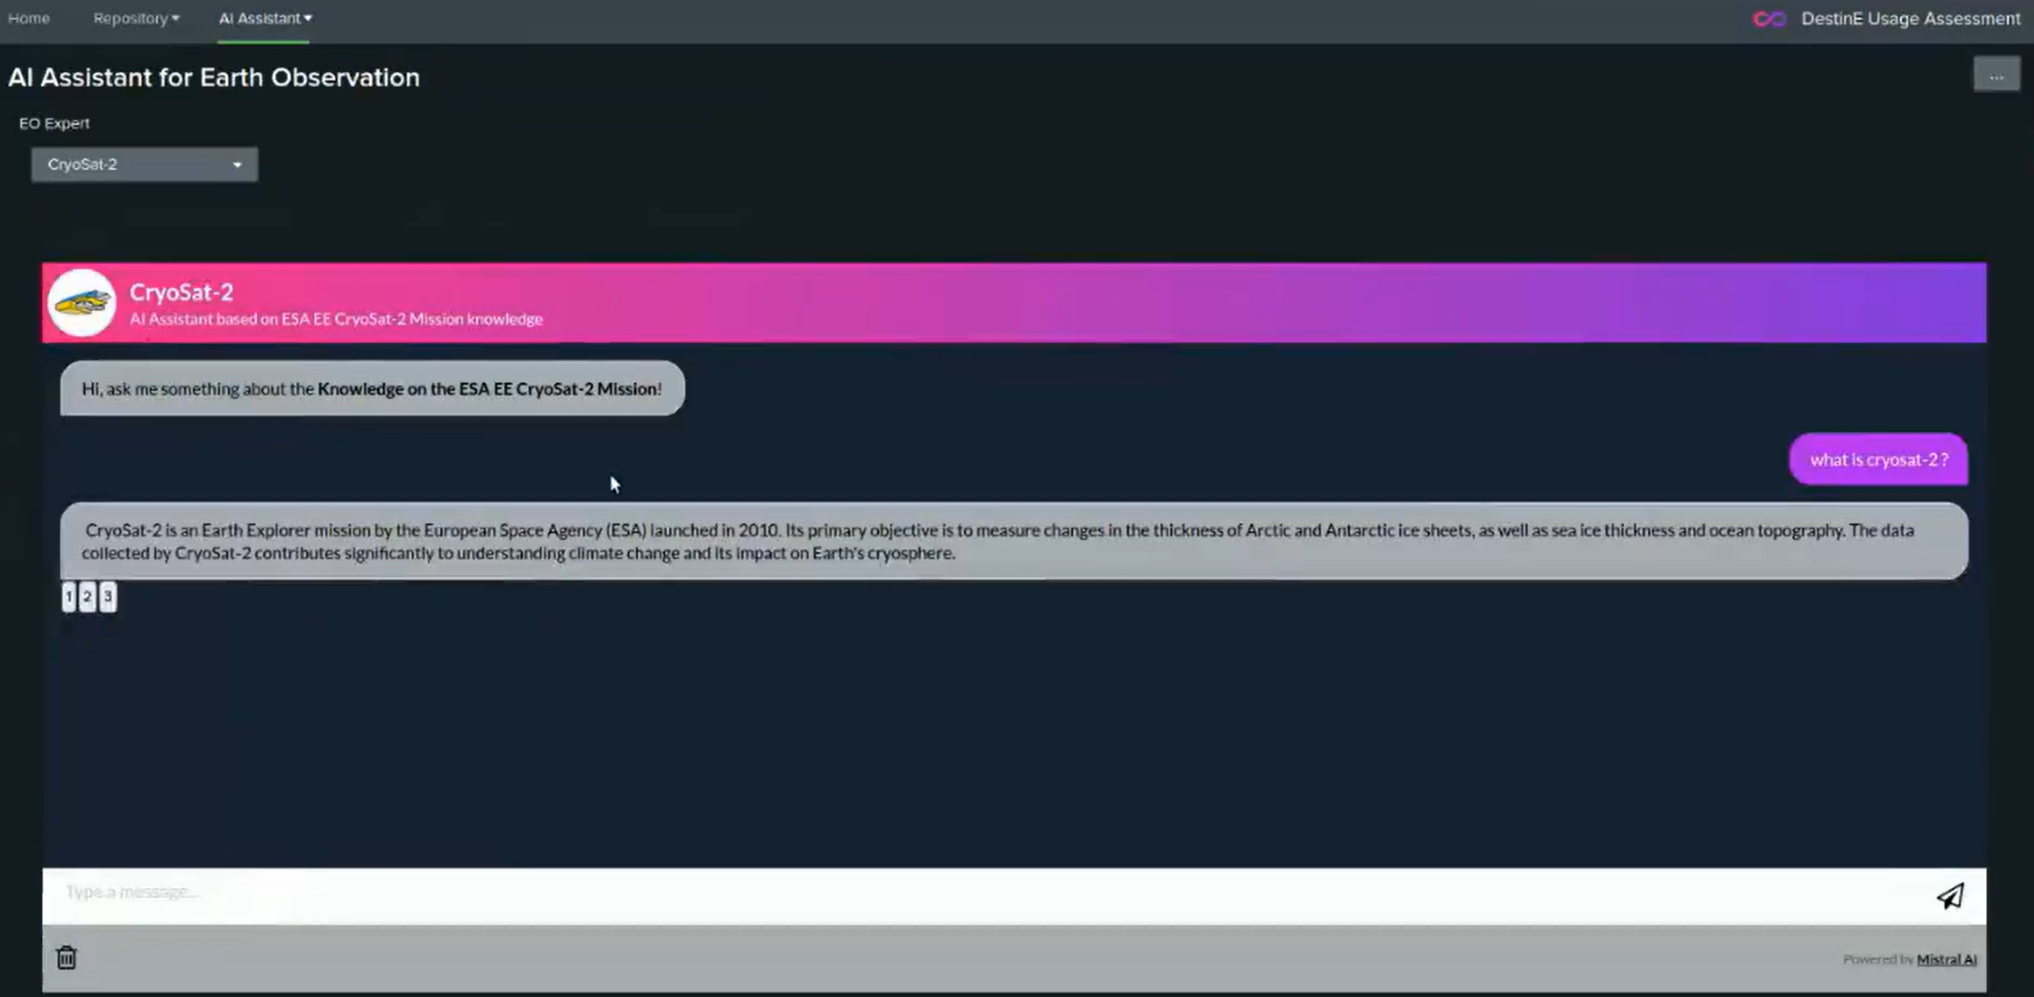 Home
Repository
AI Assistant
DestinE Usage Assessment
AI Assistant for Earth Observation
...
EO Expert
CryoSat-2
CryoSat-2
AI Assistant based on ESA EE CryoSat-2 Mission knowledge
Hi, ask me something about the Knowledge on the ESA EE CryoSat-2 Mission!
what is cryosat-2?
CryoSat-2 is an Earth Explorer mission by the European Space Agency (ESA) launched in 2010. Its primary objective is to measure changes in the thickness of Arctic and Antarctic ice sheets, as well as sea ice thickness and ocean topography. The data
collected by CryoSat-2 contributes significantly to understanding climate change and its impact on Earth's cryosphere.
1 2 3
Type a message...
Powered by Mistral AI